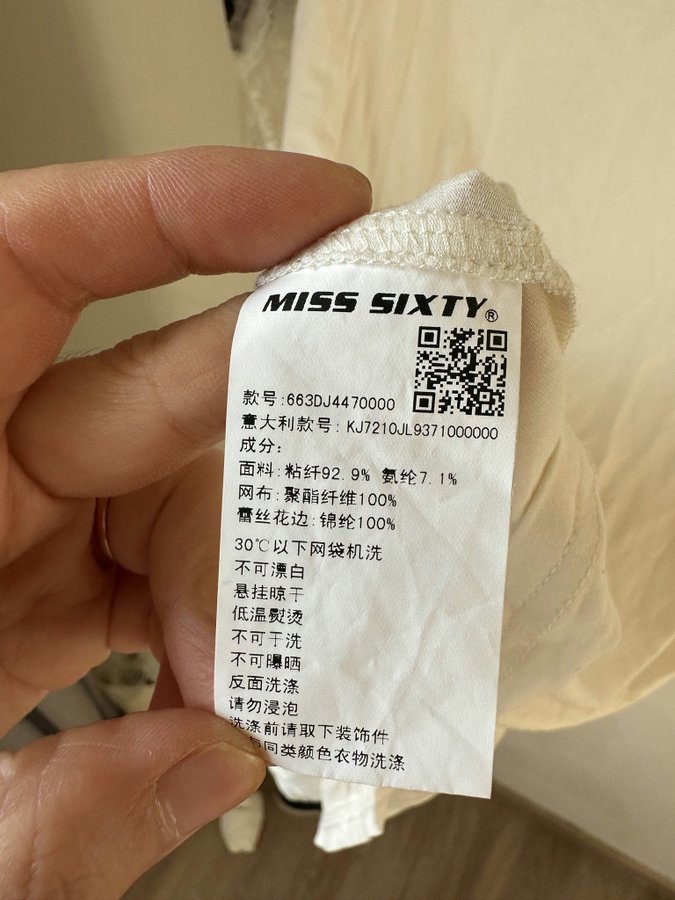 MISS SIXTY®
款号:663DJ4470000
意大利款号: KJ7210JL9371000000
成分:
面料:粘纤92.9% 氨纶7.1%
网布:聚酯纤维100%
蕾丝花边:锦纶100%
30℃以下网袋机洗
不可漂白
悬挂晾干
低温熨烫
不可干洗
不可曝晒
反面洗涤
请勿浸泡
洗涤前请取下装饰件
同类颜色衣物洗涤